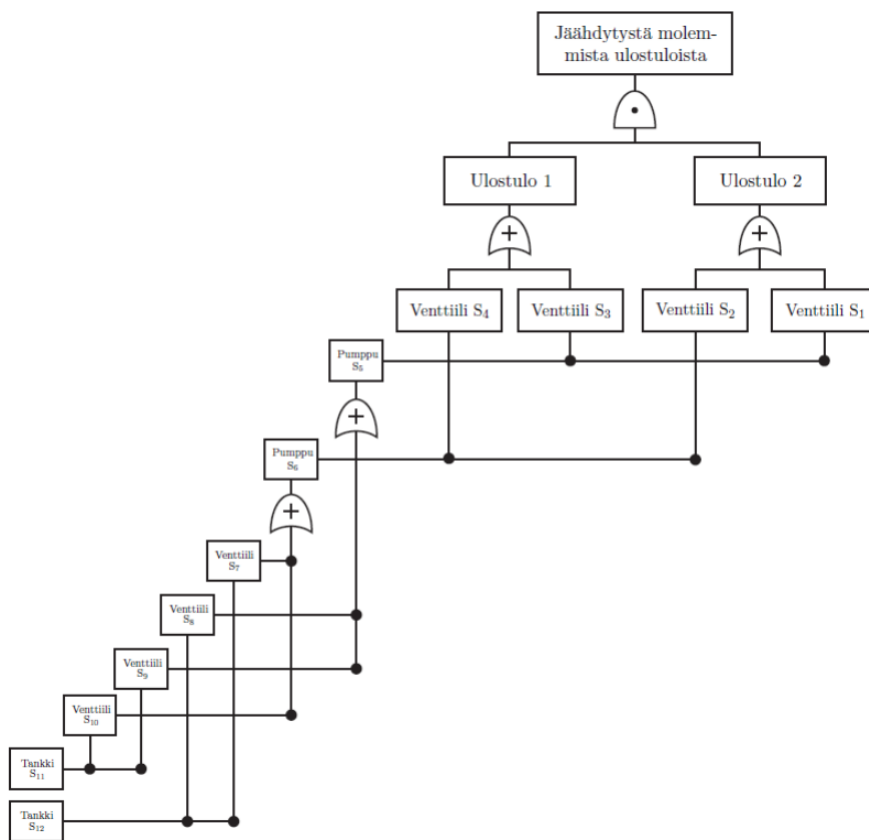 Jäähdytystä molem-
mista ulostuloista
Ulostulo 1
Ulostulo 2
+
+
Venttiili S₄
Venttiili S₃
Venttiili S₂
Venttiili S₁
Pumppu
S₅
+
Pumppu
S₆
+
Venttiili
S₇
Venttiili
S₈
Venttiili
S₉
Venttiili
S₁₀
Tankki
S₁₁
Tankki
S₁₂